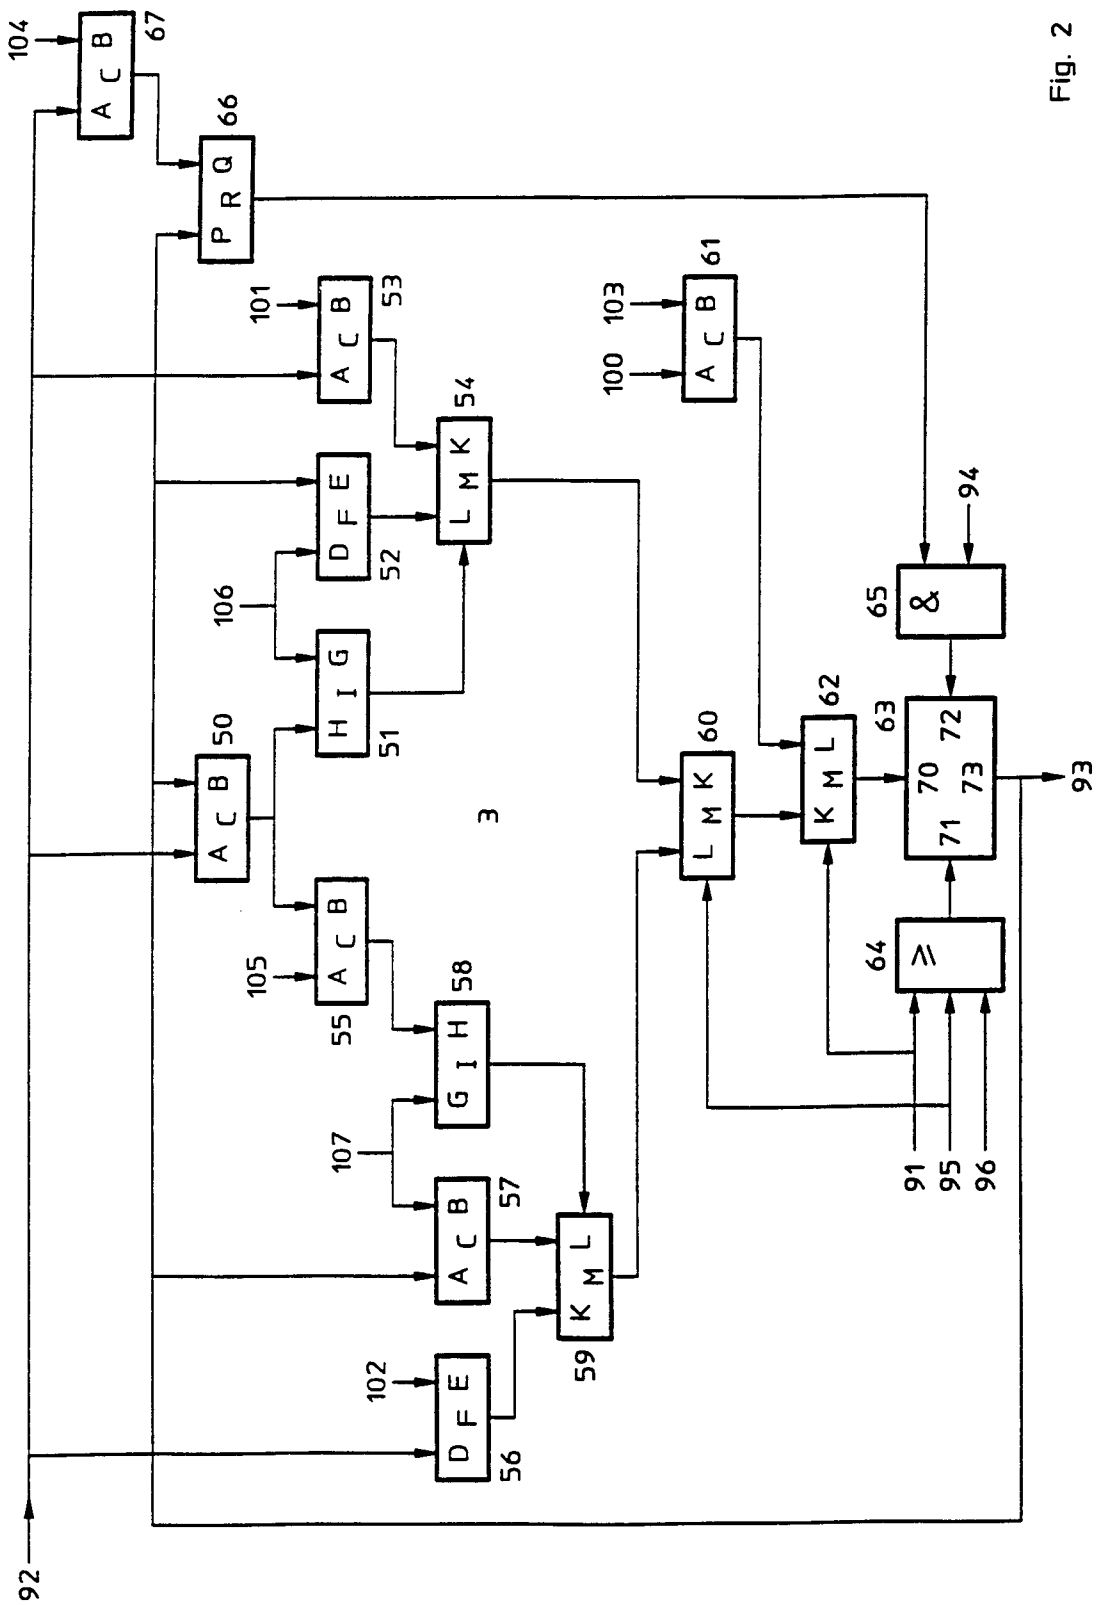 92
104
A B
C
67
P Q
R
66
A B
C
50
101
A B
C
53
106
D E
F
52
H G
I
51
L K
M
54
105
A B
C
55
3
107
G H
I
58
A B
C
57
102
D E
F
56
K L
M
59
100
103
A B
C
61
L K
M
60
K L
M
62
63
70
71 72
73
64
≥
65
&
94
91
95
96
93
Fig. 2